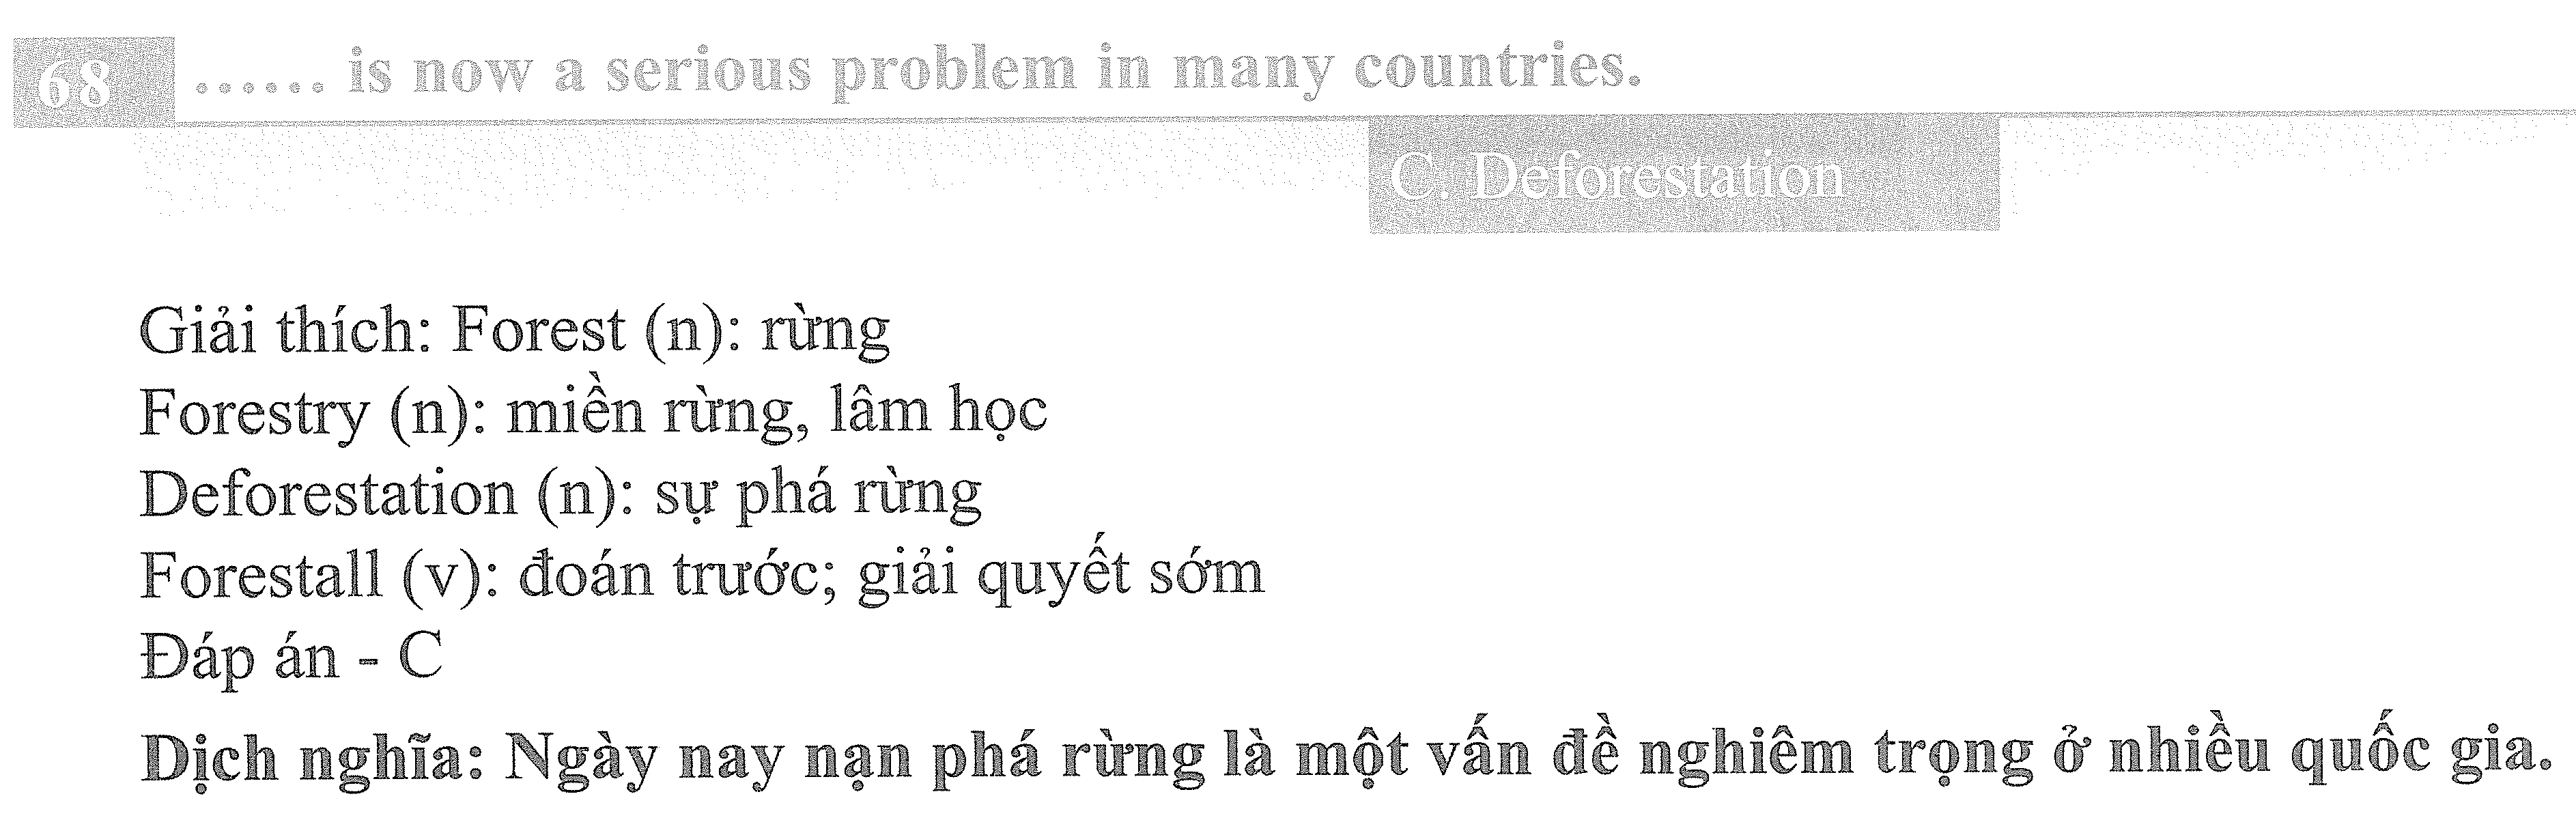 68 ...... is now a serious problem in many countries.
C. Deforestation
Giải thích: Forest (n): rừng
Forestry (n): miền rừng, lâm học
Deforestation (n): sự phá rừng
Forestall (v): đoán trước; giải quyết sớm
Đáp án - C
Dịch nghĩa: Ngày nay nạn phá rừng là một vấn đề nghiêm trọng ở nhiều quốc gia.